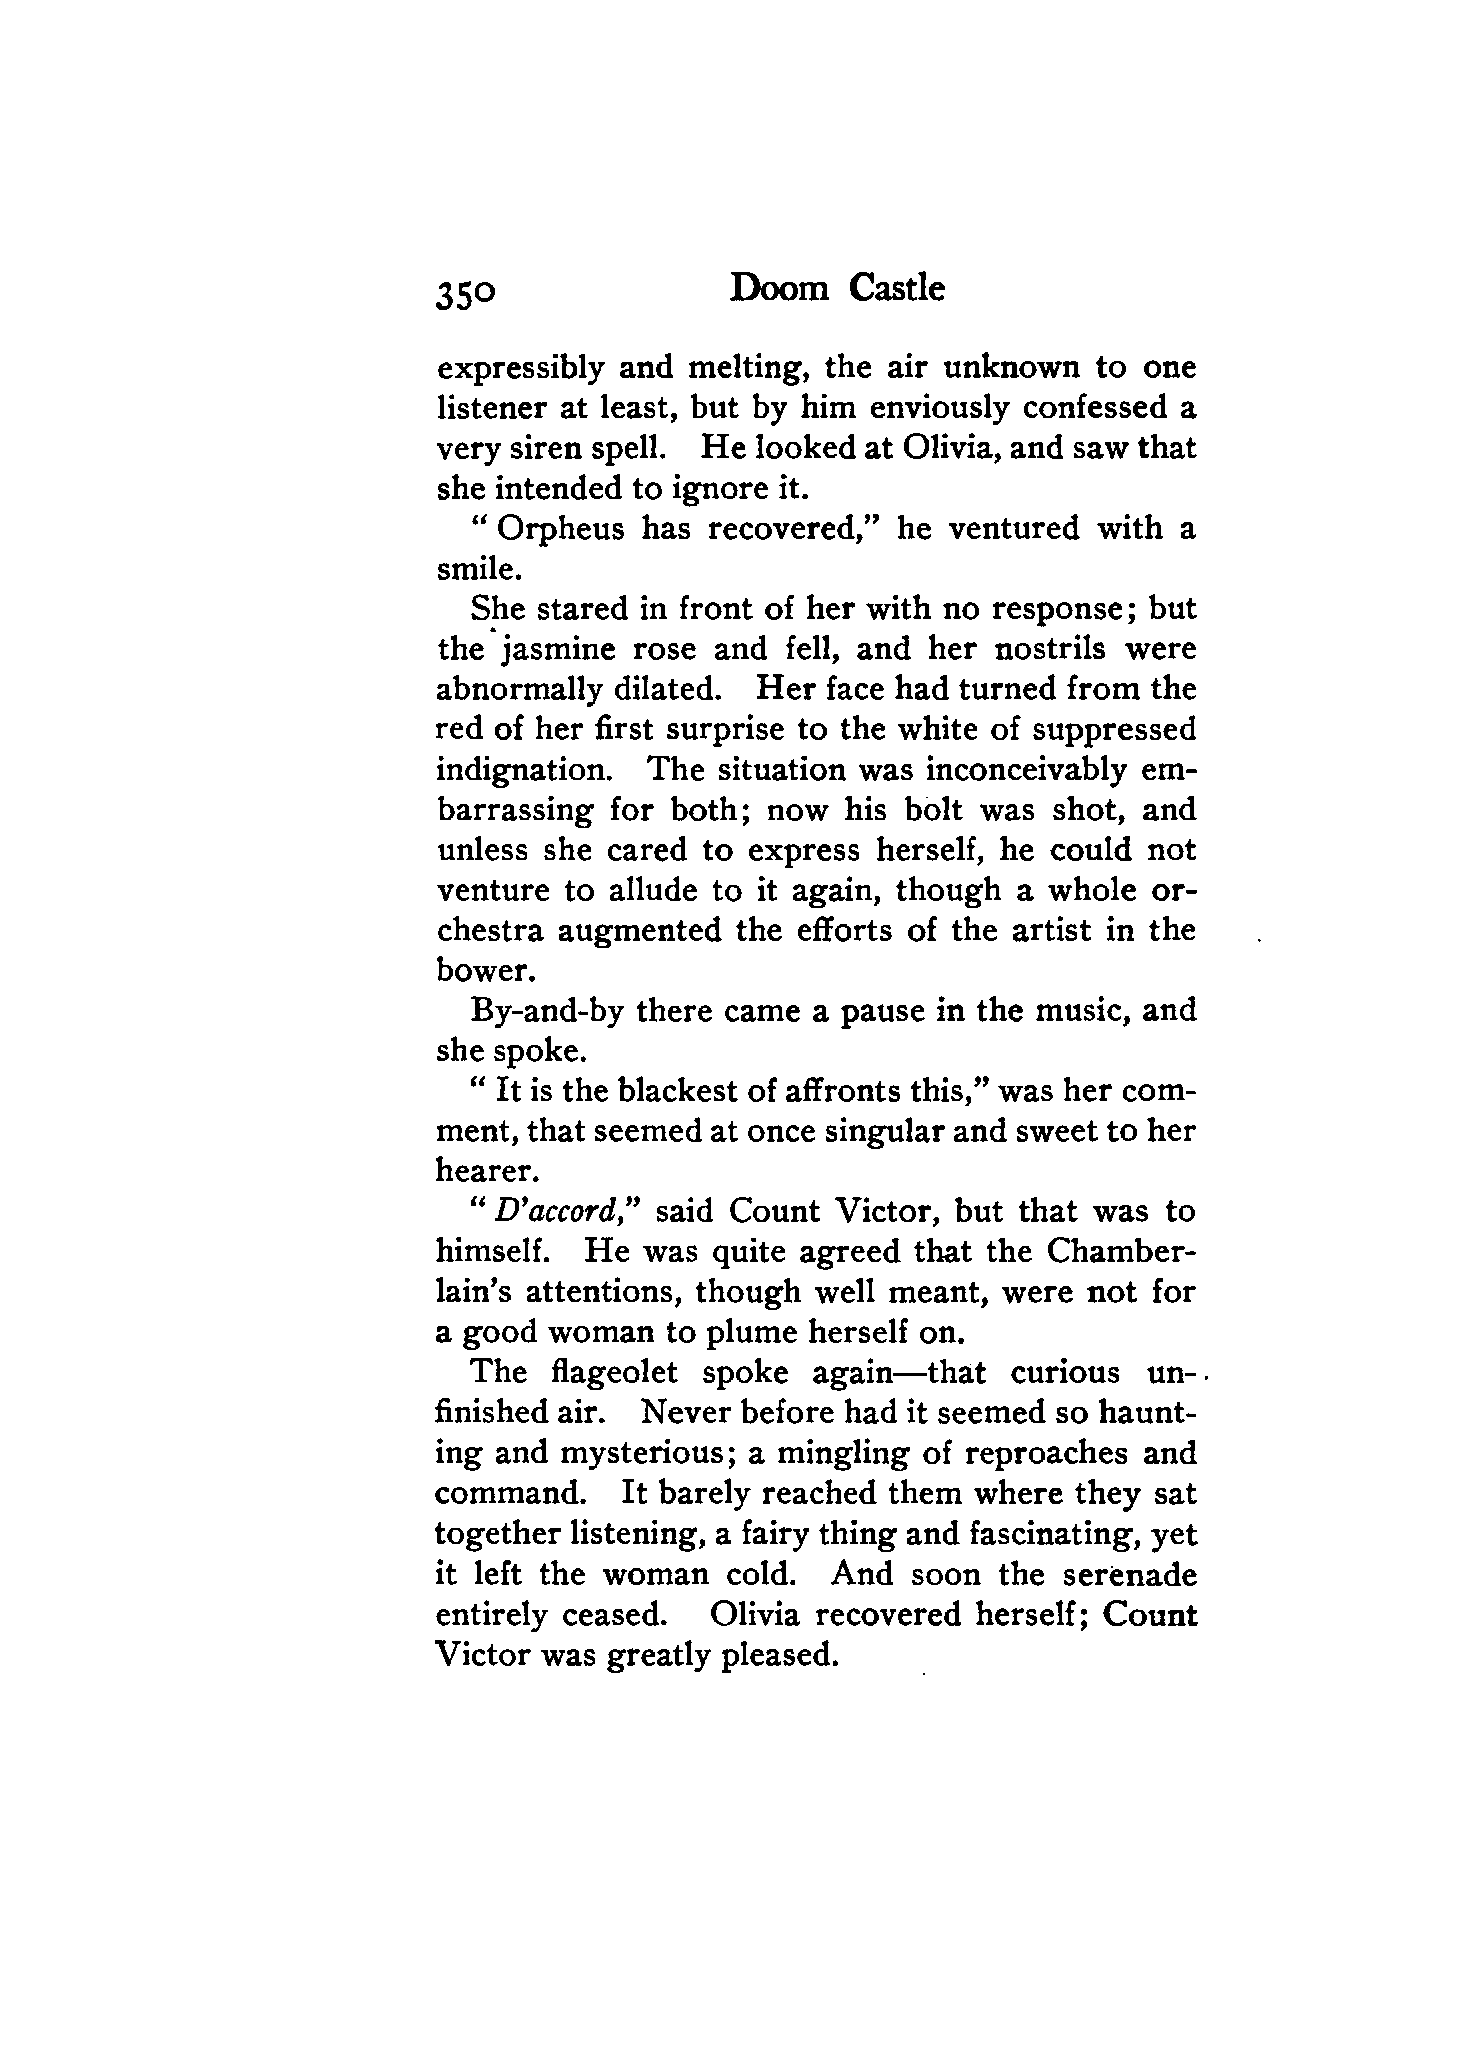 350 Doom Castle
expressibly and melting, the air unknown to one
listener at least, but by him enviously confessed a
very siren spell. He looked at Olivia, and saw that
she intended to ignore it.
" Orpheus has recovered," he ventured with a
smile.
She stared in front of her with no response; but
the jasmine rose and fell, and her nostrils were
abnormally dilated. Her face had turned from the
red of her first surprise to the white of suppressed
indignation. The situation was inconceivably em-
barrassing for both; now his bolt was shot, and
unless she cared to express herself, he could not
venture to allude to it again, though a whole or-
chestra augmented the efforts of the artist in the
bower.
By-and-by there came a pause in the music, and
she spoke.
" It is the blackest of affronts this," was her com-
ment, that seemed at once singular and sweet to her
hearer.
" D'accord," said Count Victor, but that was to
himself. He was quite agreed that the Chamber-
lain's attentions, though well meant, were not for
a good woman to plume herself on.
The flageolet spoke again—that curious un-
finished air. Never before had it seemed so haunt-
ing and mysterious; a mingling of reproaches and
command. It barely reached them where they sat
together listening, a fairy thing and fascinating, yet
it left the woman cold. And soon the serenade
entirely ceased. Olivia recovered herself; Count
Victor was greatly pleased.